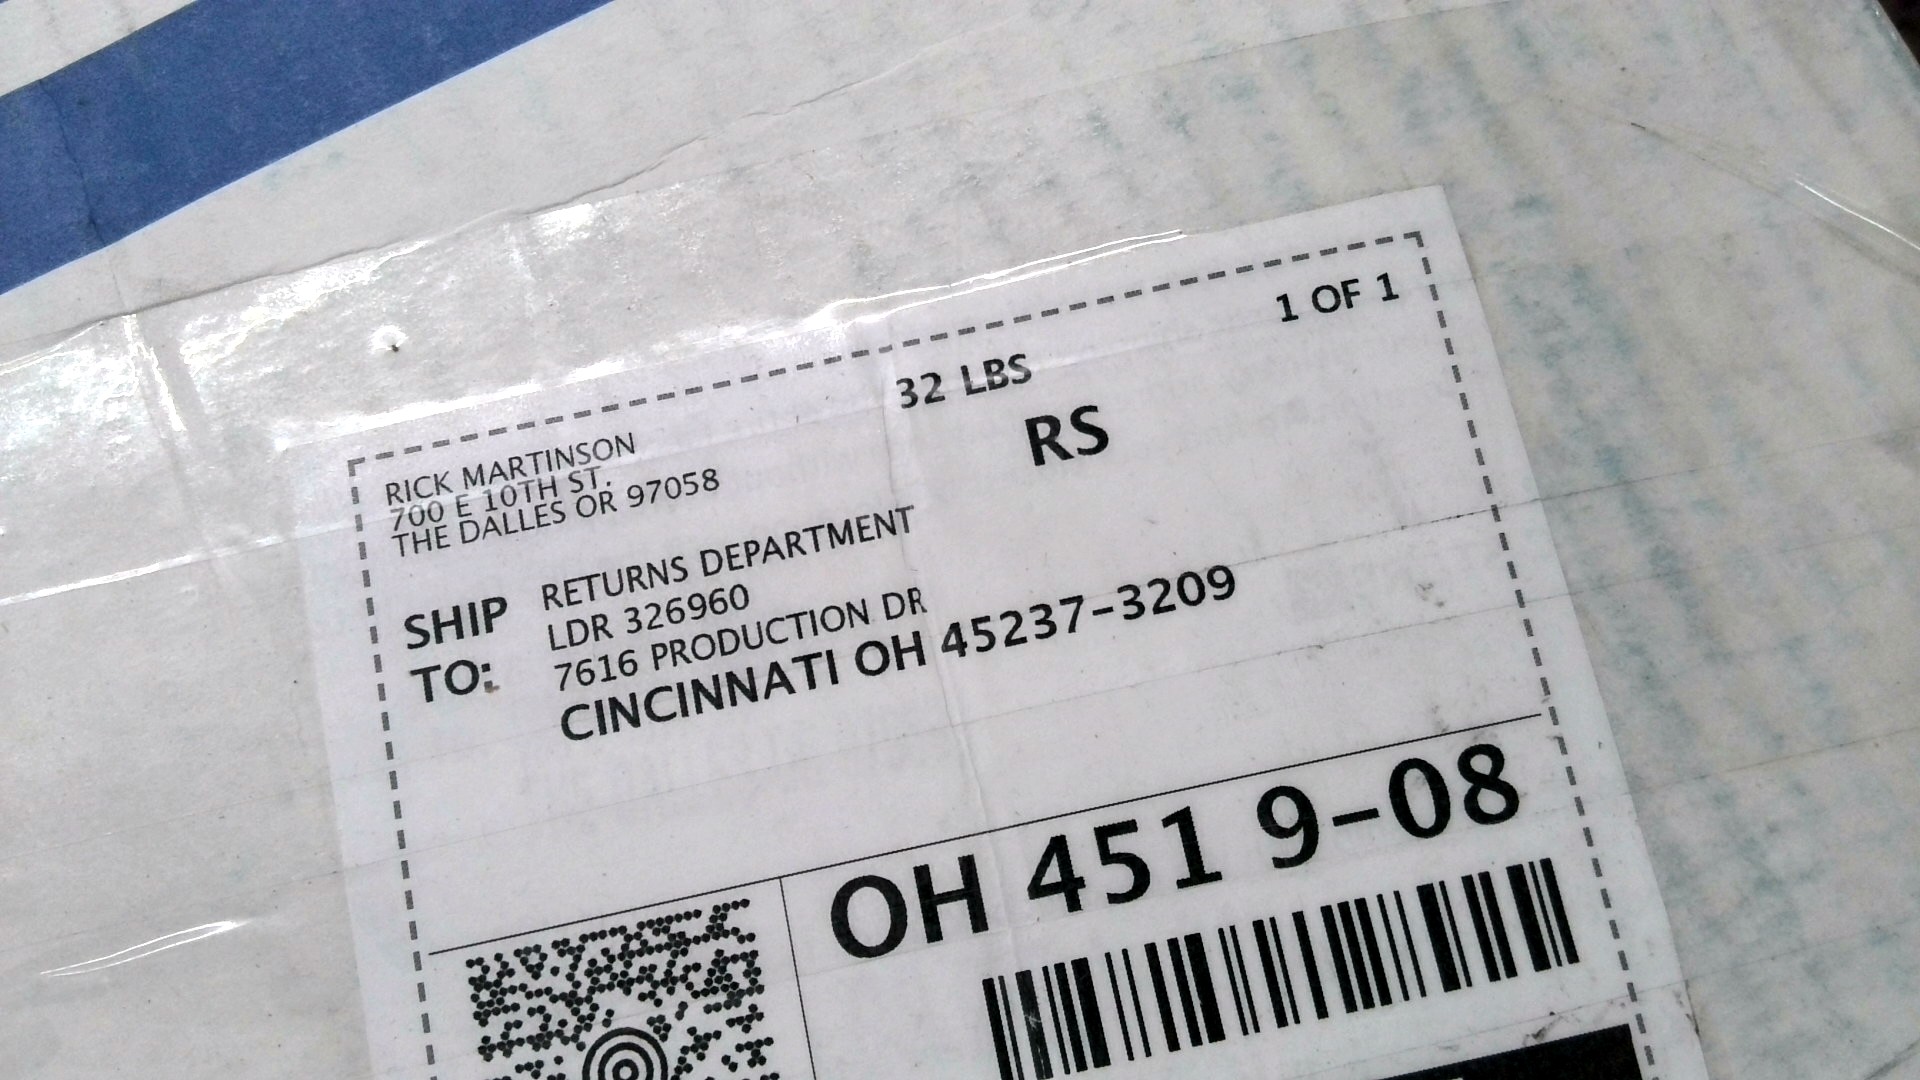 1 OF 1
32 LBS
RS
RICK MARTINSON
700 E 10TH ST.
THE DALLES OR 97058
SHIP TO:
RETURNS DEPARTMENT
LDR 326960
7616 PRODUCTION DR
CINCINNATI OH 45237-3209
OH 451 9-08